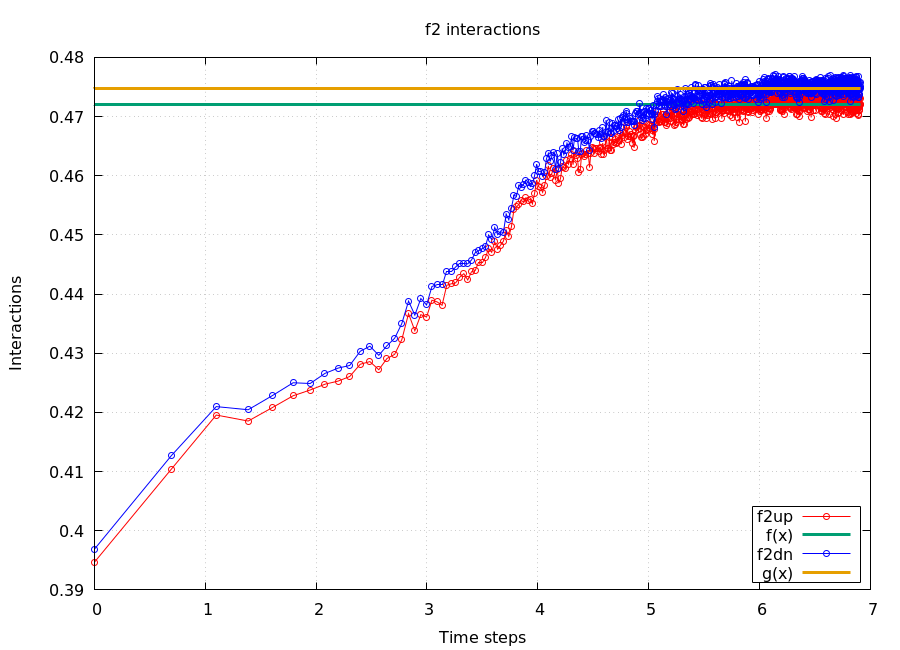 f2 interactions
0.48
0.47
0.46
0.45
0.44
0.43
0.42
0.41
0.4
0.39
Interactions
0 1 2 3 4 5 6 7
Time steps
f2up
f(x)
f2dn
g(x)